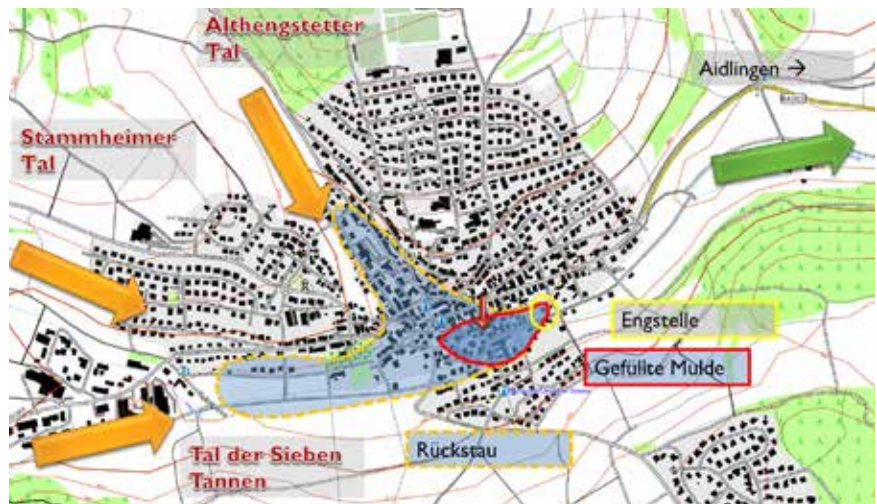 Althengstetter
Tal
Aidlingen →
Stammheimer
Tal
Engstelle
Gefüllte Mulde
Rückstau
Tal der Sieben
Tannen